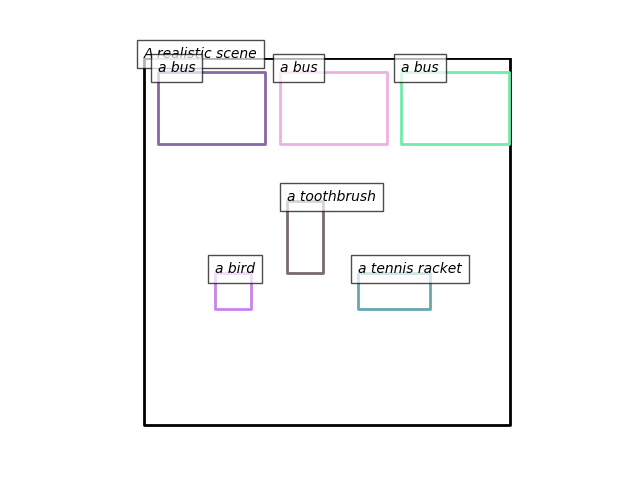 A realistic scene
a bus
a bus
a bus
a toothbrush
a bird
a tennis racket